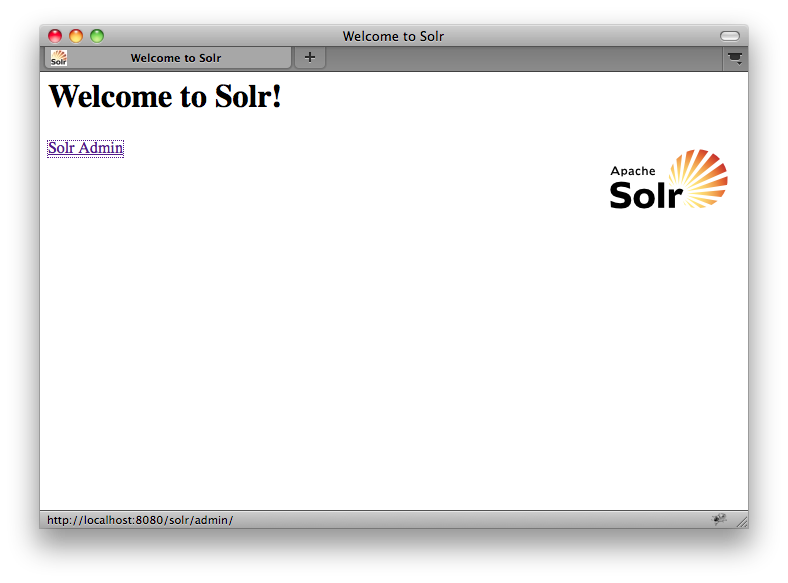 Welcome to Solr
Solr
Welcome to Solr
+
Welcome to Solr!
Solr Admin
Apache
Solr
http://localhost:8080/solr/admin/